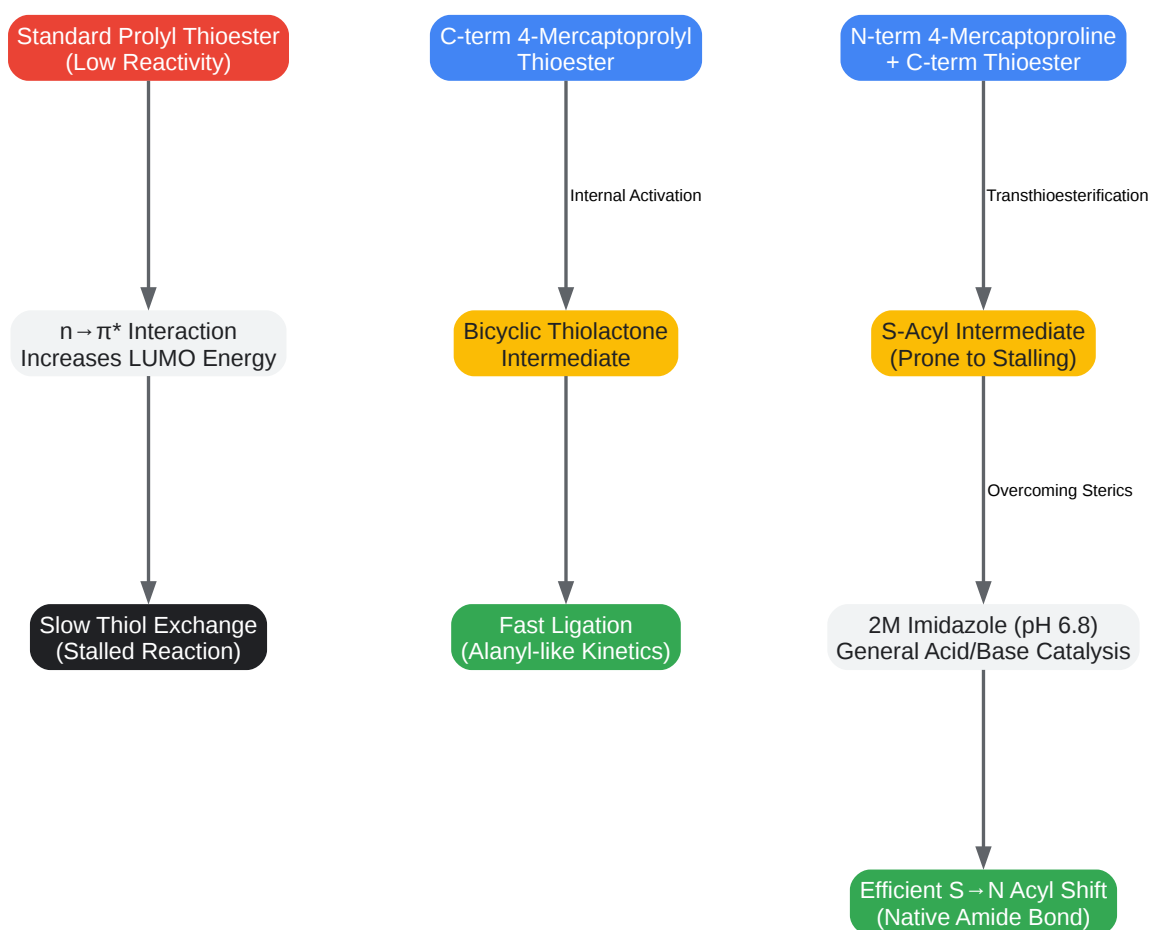 Standard Prolyl Thioester
(Low Reactivity)
C-term 4-Mercaptoprolyl
Thioester
N-term 4-Mercaptoproline
+ C-term Thioester
Internal Activation
Transthioesterification
n→π* Interaction
Increases LUMO Energy
Bicyclic Thiolactone
Intermediate
S-Acyl Intermediate
(Prone to Stalling)
Overcoming Sterics
Slow Thiol Exchange
(Stalled Reaction)
Fast Ligation
(Alanyl-like Kinetics)
2M Imidazole (pH 6.8)
General Acid/Base Catalysis
Efficient S→N Acyl Shift
(Native Amide Bond)